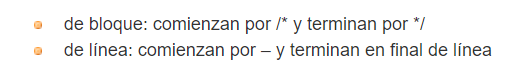 de bloque: comienzan por /* y terminan por */
de línea: comienzan por – y terminan en final de línea